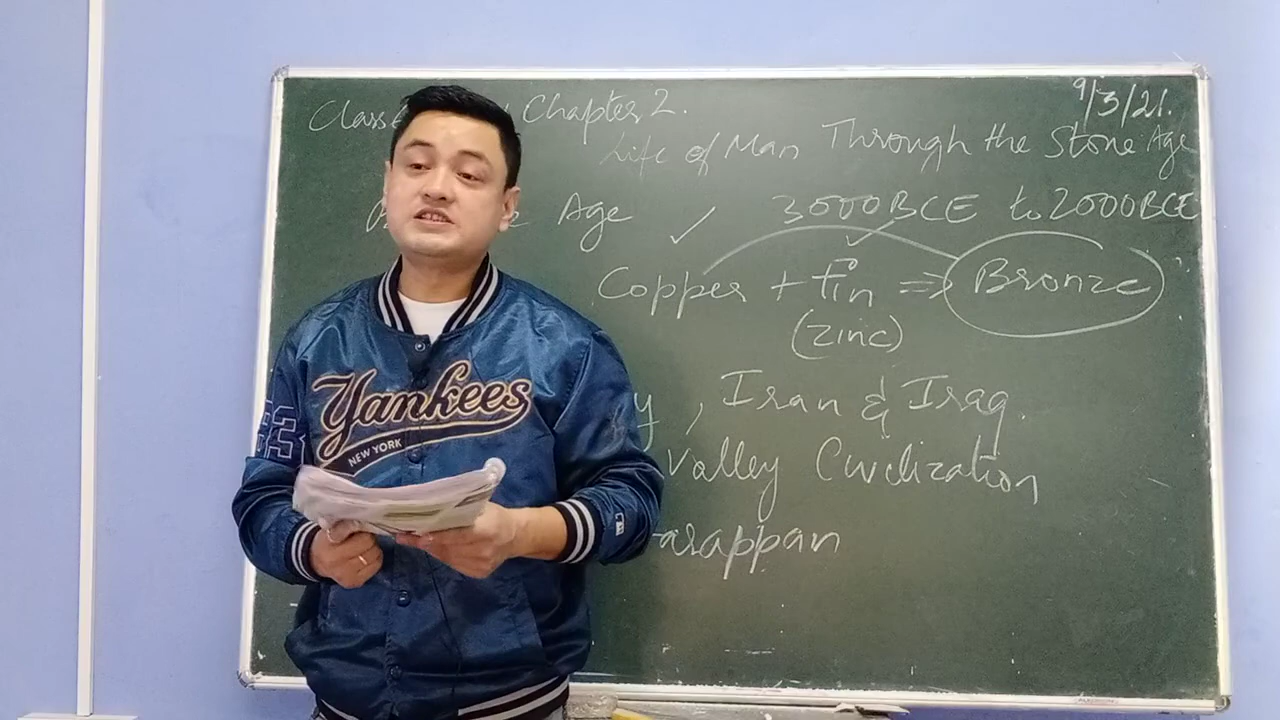 9/3/21.
Class Chapter 2.
Life of Man Through the Stone Age
Age 3000BCE to 2000BCE
Copper + Tin => Bronze
(Zinc)
y, Iran & Iraq.
Valley Civilization
arappan
Yankees
NEW YORK